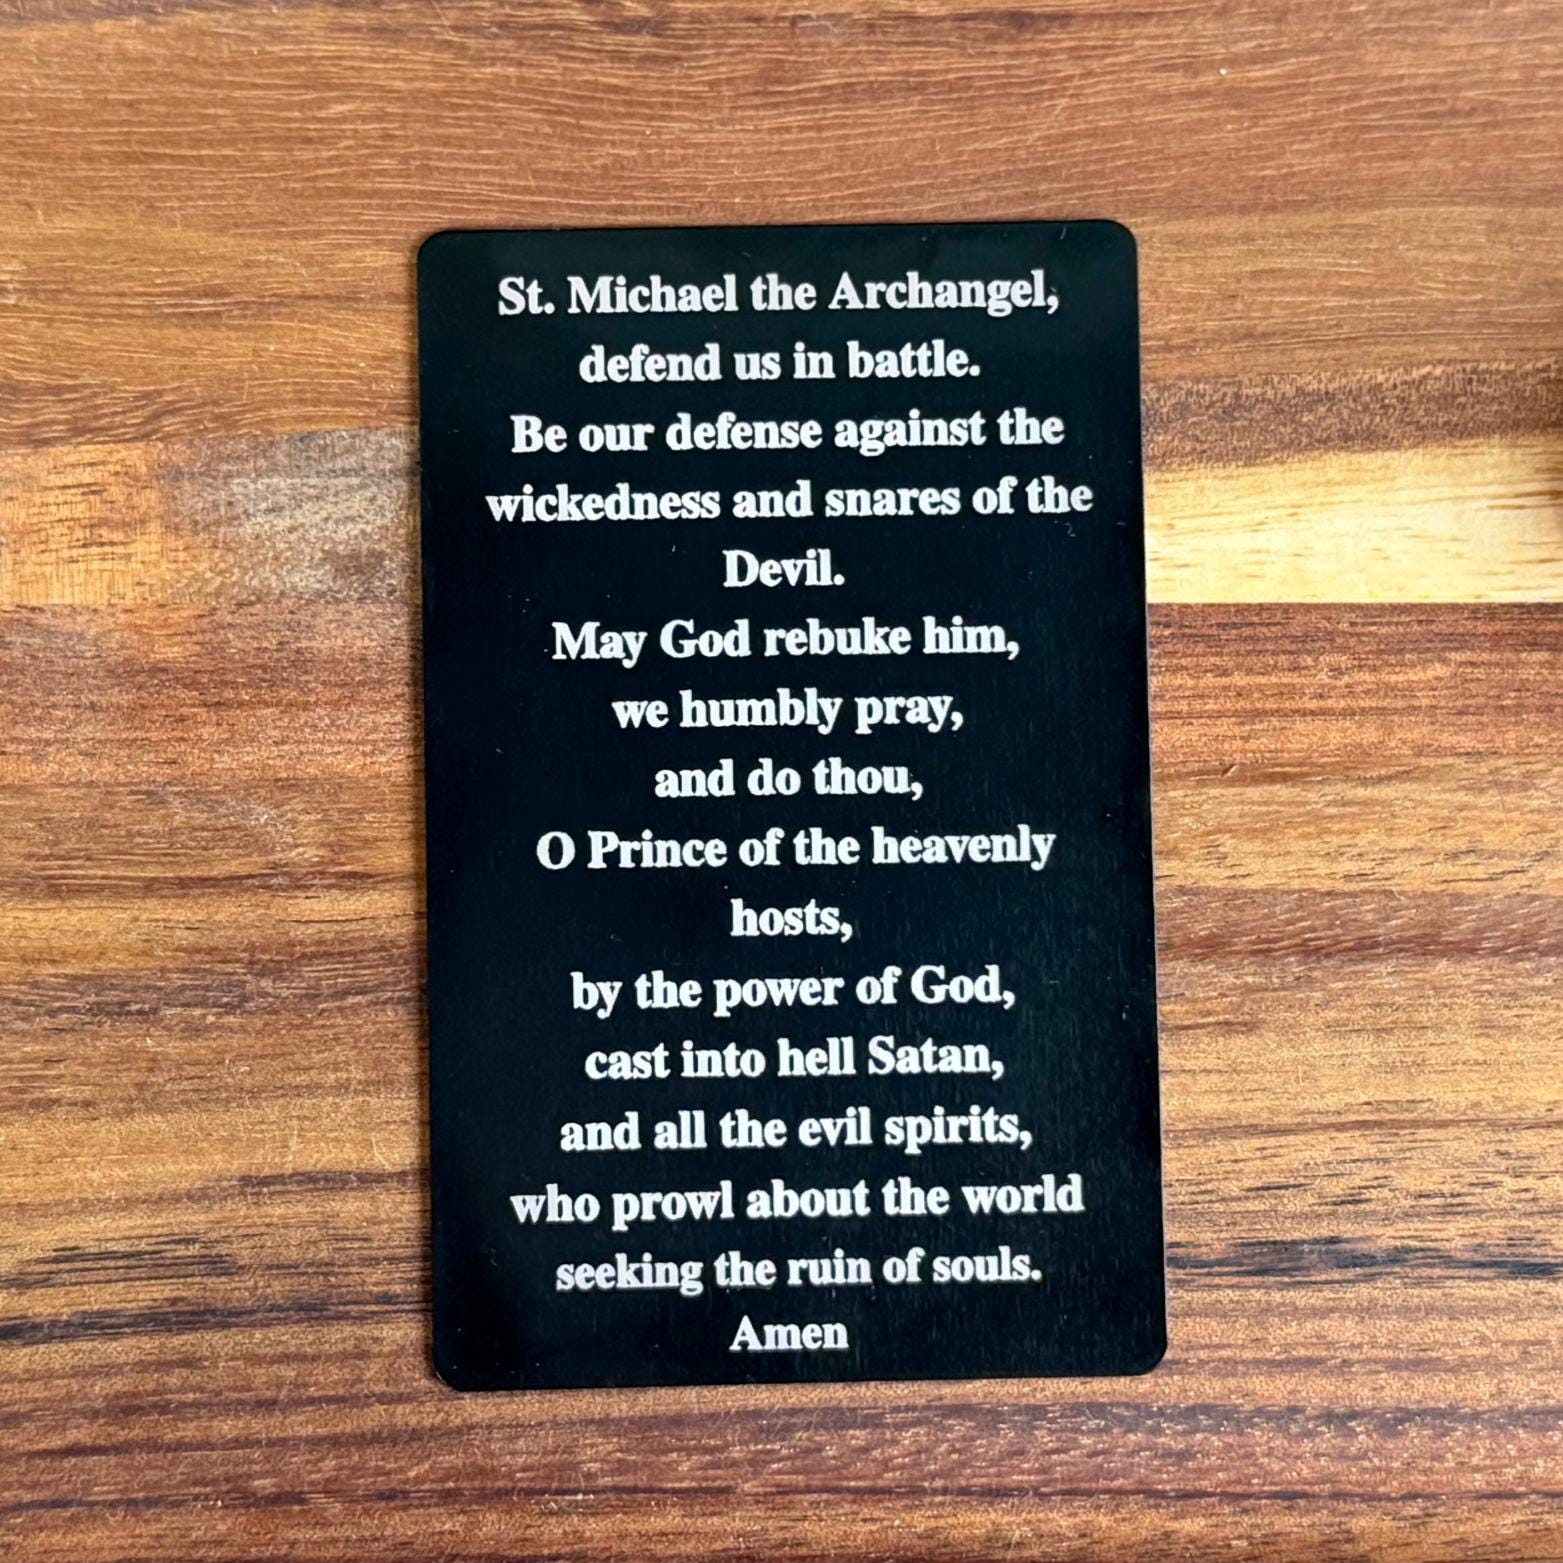 St. Michael the Archangel,
defend us in battle.
Be our defense against the
wickedness and snares of the
Devil.
May God rebuke him,
we humbly pray,
and do thou,
O Prince of the heavenly
hosts,
by the power of God,
cast into hell Satan,
and all the evil spirits,
who prowl about the world
seeking the ruin of souls.
Amen